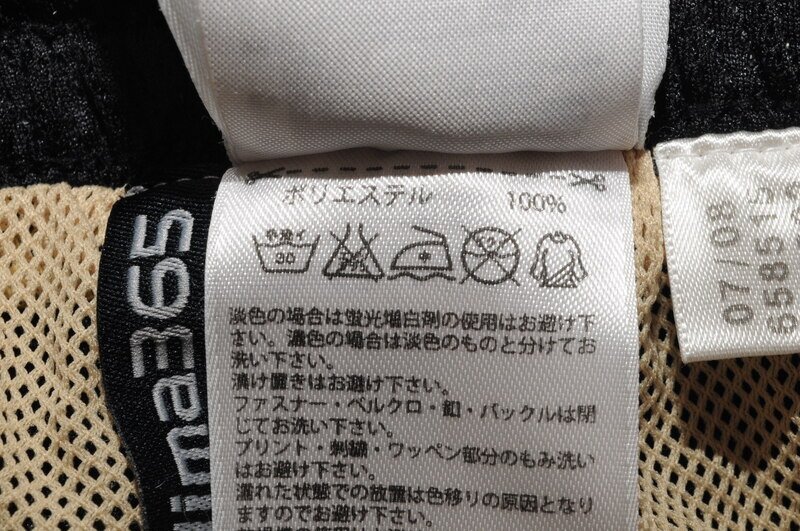 ポリエステル 100%
30
淡色の場合は蛍光増白剤の使用はお避け下
さい。濃色の場合は淡色のものと分けてお
洗い下さい。
漬け置きはお避け下さい。
ファスナー・ベルクロ・釦・バックルは閉
じてお洗い下さい。
プリント・刺繍・ワッペン部分のもみ洗い
はお避け下さい。
濡れた状態での放置は色移りの原因となり
ますのでお避け下さい。
ima365
07/08
658515